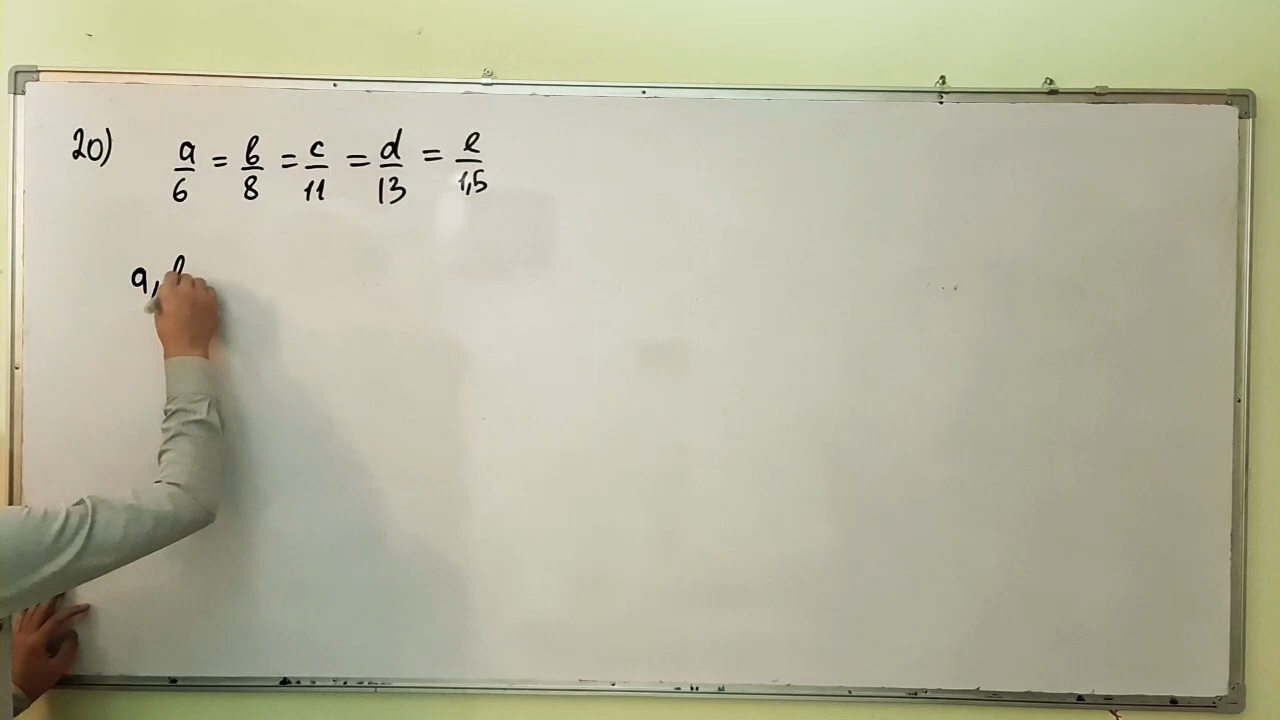 20) a/6 = b/8 = c/11 = d/13 = e/1,5
a,